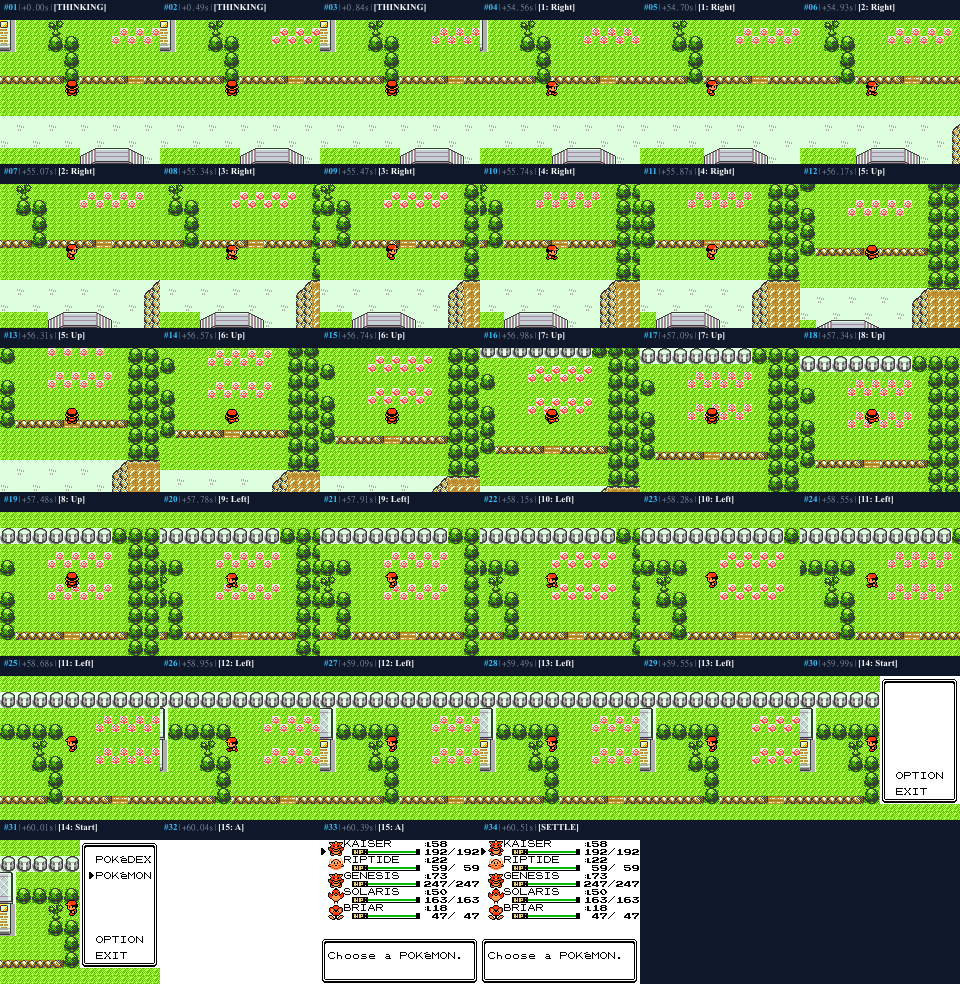 #01|+0.00s|[THINKING]
#02|+0.49s|[THINKING]
#03|+0.84s|[THINKING]
#04|+54.56s|[1: Right]
#05|+54.70s|[1: Right]
#06|+54.93s|[2: Right]
#07|+55.07s|[2: Right]
#08|+55.34s|[3: Right]
#09|+55.47s|[3: Right]
#10|+55.74s|[4: Right]
#11|+55.87s|[4: Right]
#12|+56.17s|[5: Up]
#13|+56.31s|[5: Up]
#14|+56.57s|[6: Up]
#15|+56.74s|[6: Up]
#16|+56.98s|[7: Up]
#17|+57.09s|[7: Up]
#18|+57.34s|[8: Up]
#19|+57.48s|[8: Up]
#20|+57.78s|[9: Left]
#21|+57.91s|[9: Left]
#22|+58.15s|[10: Left]
#23|+58.28s|[10: Left]
#24|+58.55s|[11: Left]
#25|+58.68s|[11: Left]
#26|+58.95s|[12: Left]
#27|+59.09s|[12: Left]
#28|+59.49s|[13: Left]
#29|+59.55s|[13: Left]
#30|+59.99s|[14: Start]
OPTION
EXIT
#31|+60.01s|[14: Start]
#32|+60.04s|[15: A]
#33|+60.39s|[15: A]
#34|+60.51s|[SETTLE]
POKéDEX
POKéMON
OPTION
EXIT
KAISER :L58
HP: 192/192
RIPTIDE :L22
HP: 59/ 59
GENESIS :L73
HP: 247/247
SOLARIS :L50
HP: 163/163
BRIAR :L18
HP: 47/ 47
Choose a POKéMON.
KAISER :L58
HP: 192/192
RIPTIDE :L22
HP: 59/ 59
GENESIS :L73
HP: 247/247
SOLARIS :L50
HP: 163/163
BRIAR :L18
HP: 47/ 47
Choose a POKéMON.